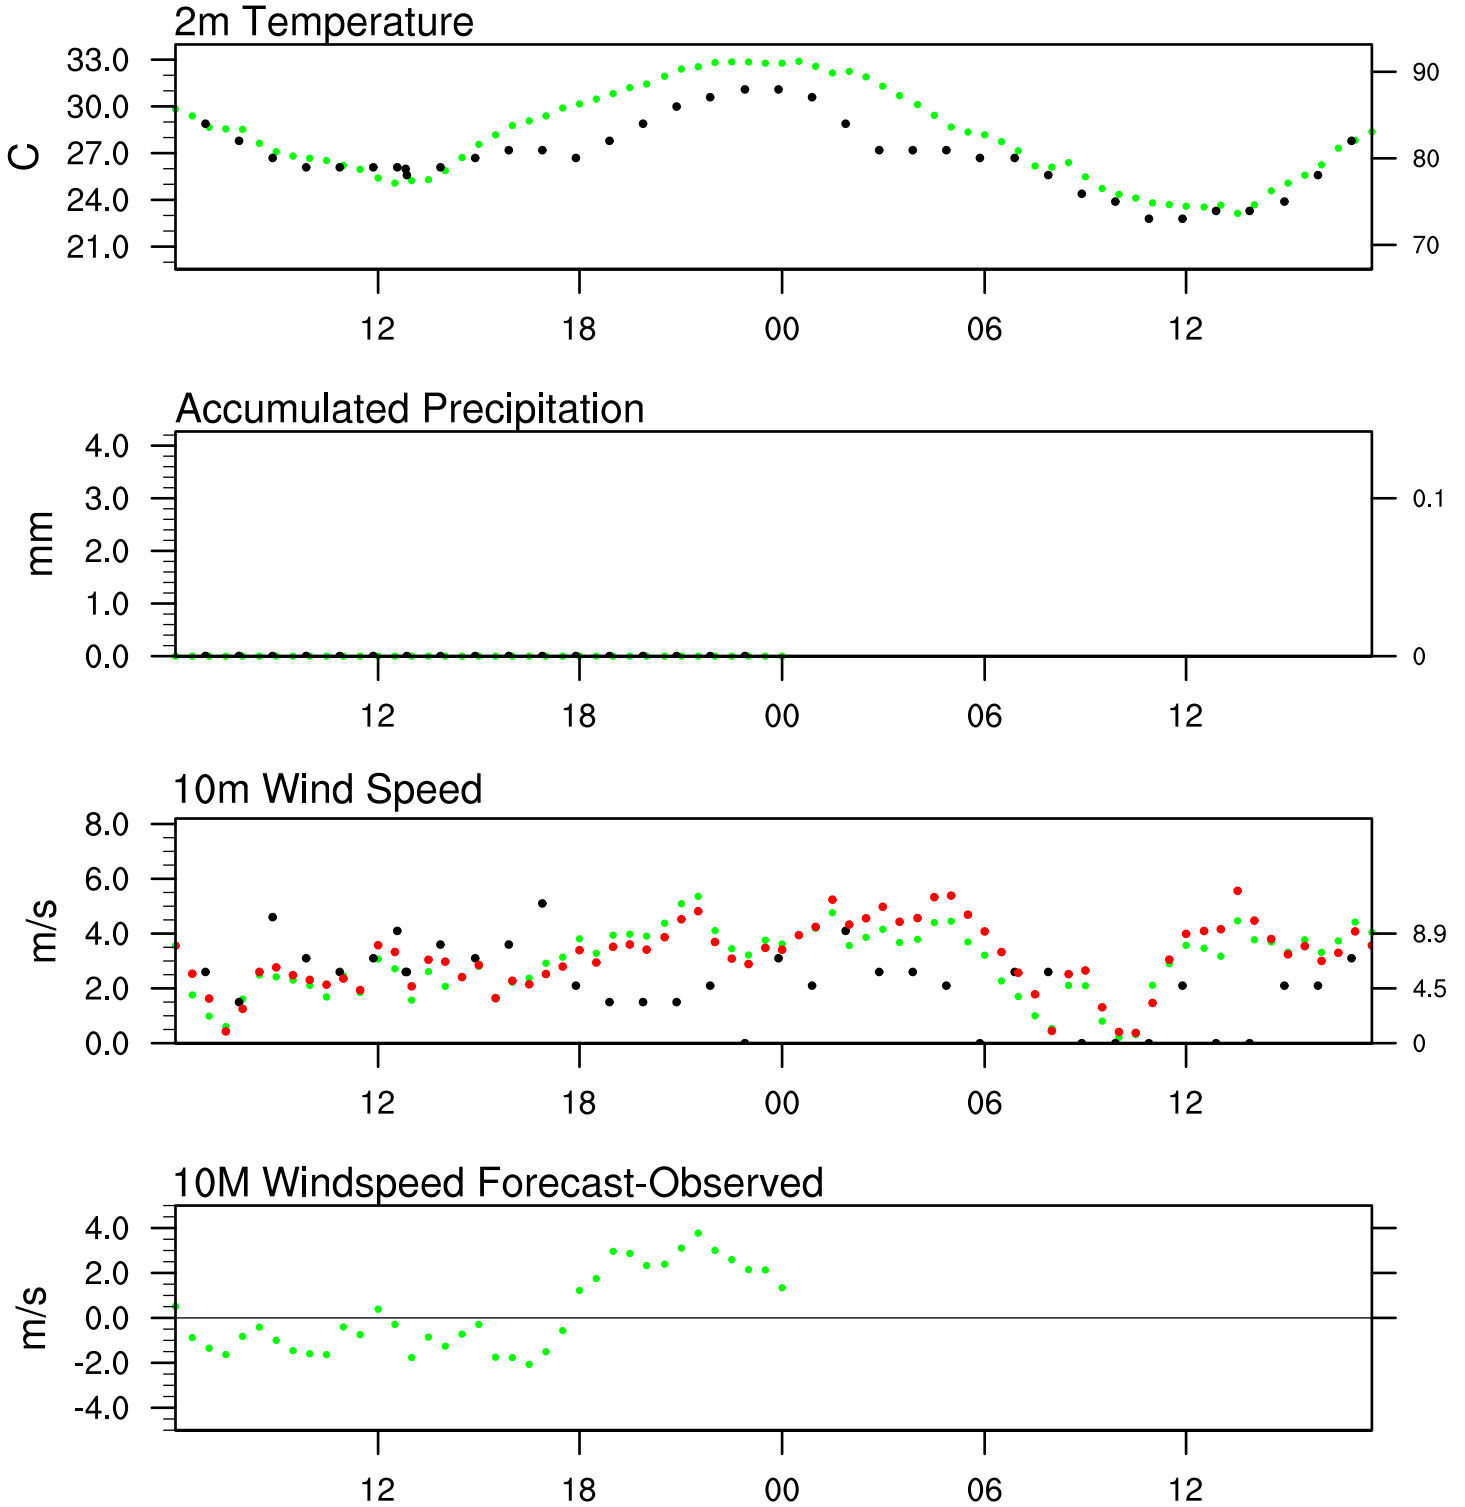 2m Temperature
33.0
30.0
27.0
24.0
21.0
C
90
80
70
12 18 00 06 12
Accumulated Precipitation
4.0
3.0
2.0
1.0
0.0
mm
0.1
0
12 18 00 06 12
10m Wind Speed
8.0
6.0
4.0
2.0
0.0
m/s
8.9
4.5
0
12 18 00 06 12
10M Windspeed Forecast-Observed
4.0
2.0
0.0
-2.0
-4.0
m/s
12 18 00 06 12